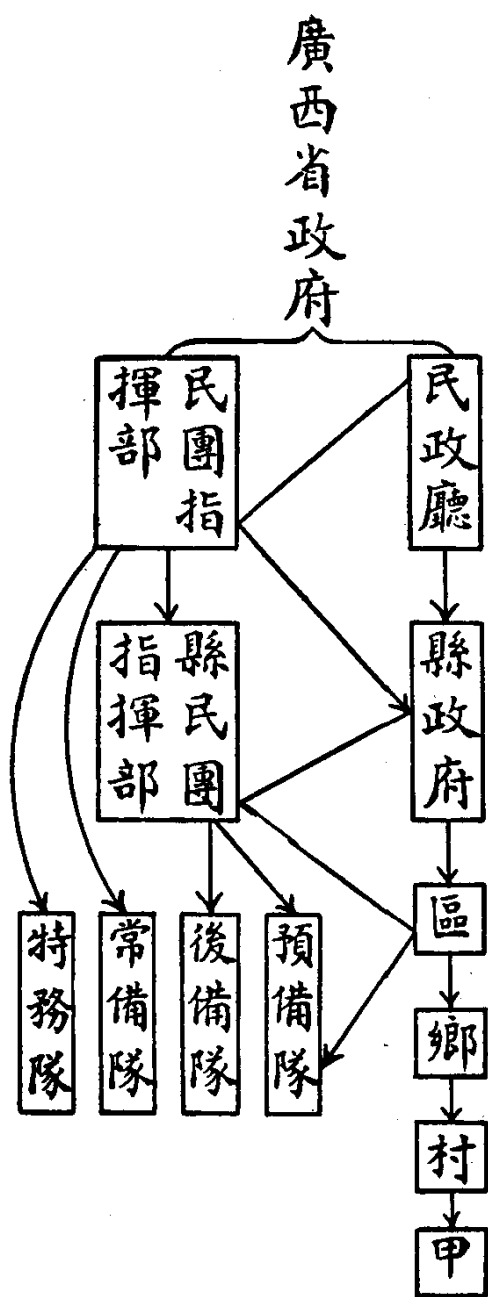 廣西省政府
民政廳
民團指
揮部
縣政府
縣民團
指揮部
區
預備隊
後備隊
常備隊
特務隊
鄉
村
甲